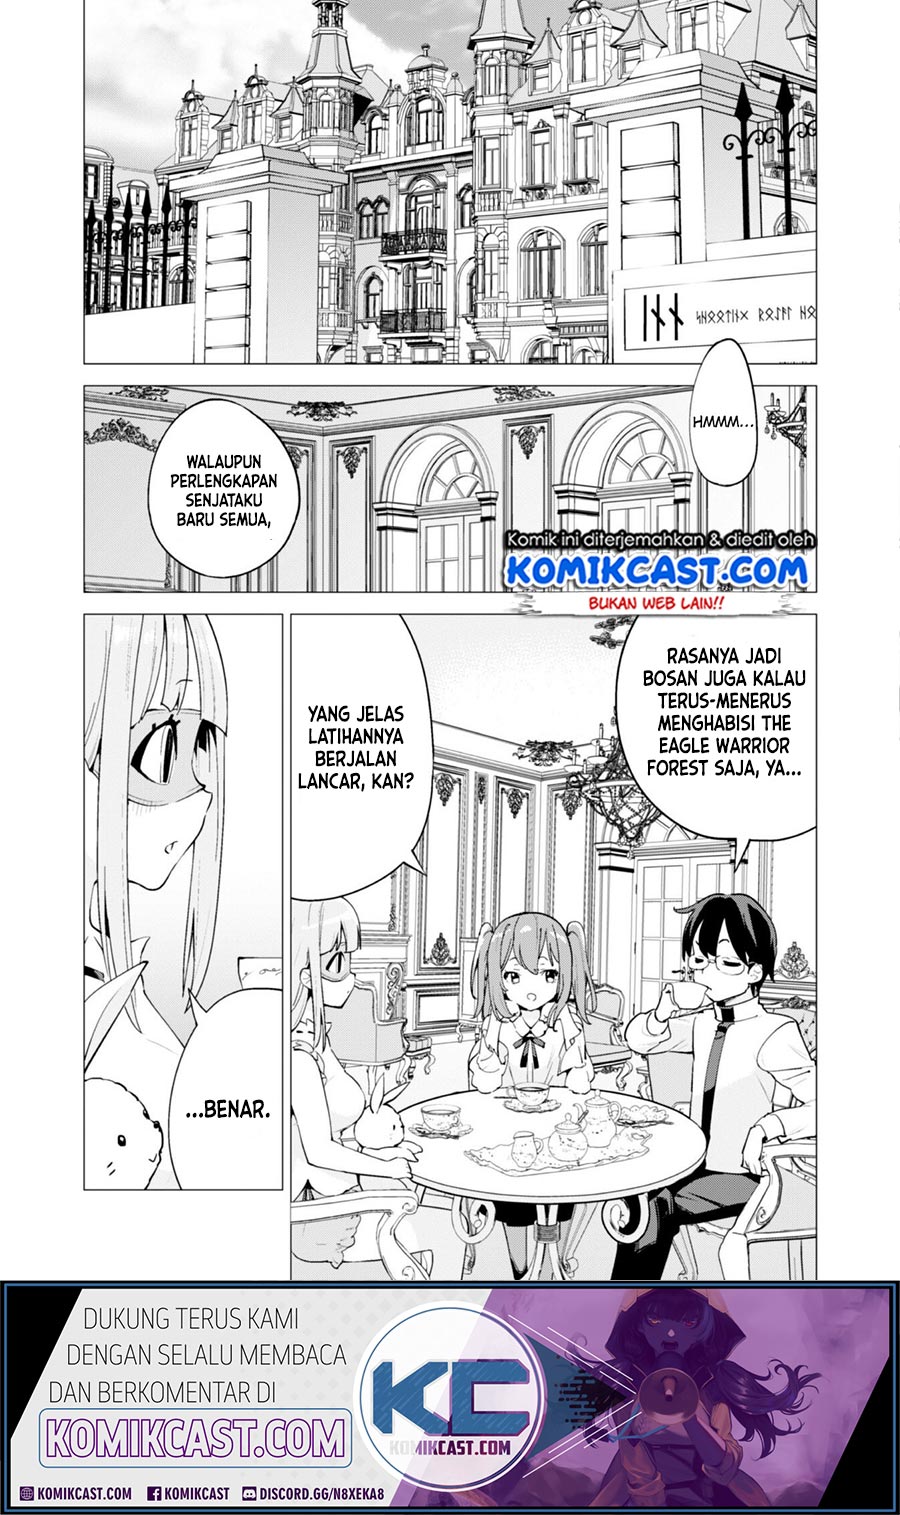 HMMM...
WALAUPUN
PERLENGKAPAN
SENJATAKU
BARU SEMUA,
Komik ini diterjemahkan & diedit oleh
KOMIKCAST.COM
BUKAN WEB LAIN!!
RASANYA JADI
BOSAN JUGA KALAU
TERUS-MENERUS
MENGHABISI THE
EAGLE WARRIOR
FOREST SAJA, YA...
YANG JELAS
LATIHANNYA
BERJALAN
LANCAR, KAN?
...BENAR.
DUKUNG TERUS KAMI
DENGAN SELALU MEMBACA
DAN BERKOMENTAR DI
KOMIKCAST.COM
KC
KOMIKCAST.COM
KOMIKCAST.COM KOMIKCAST DISCORD.GG/N8XEKA8